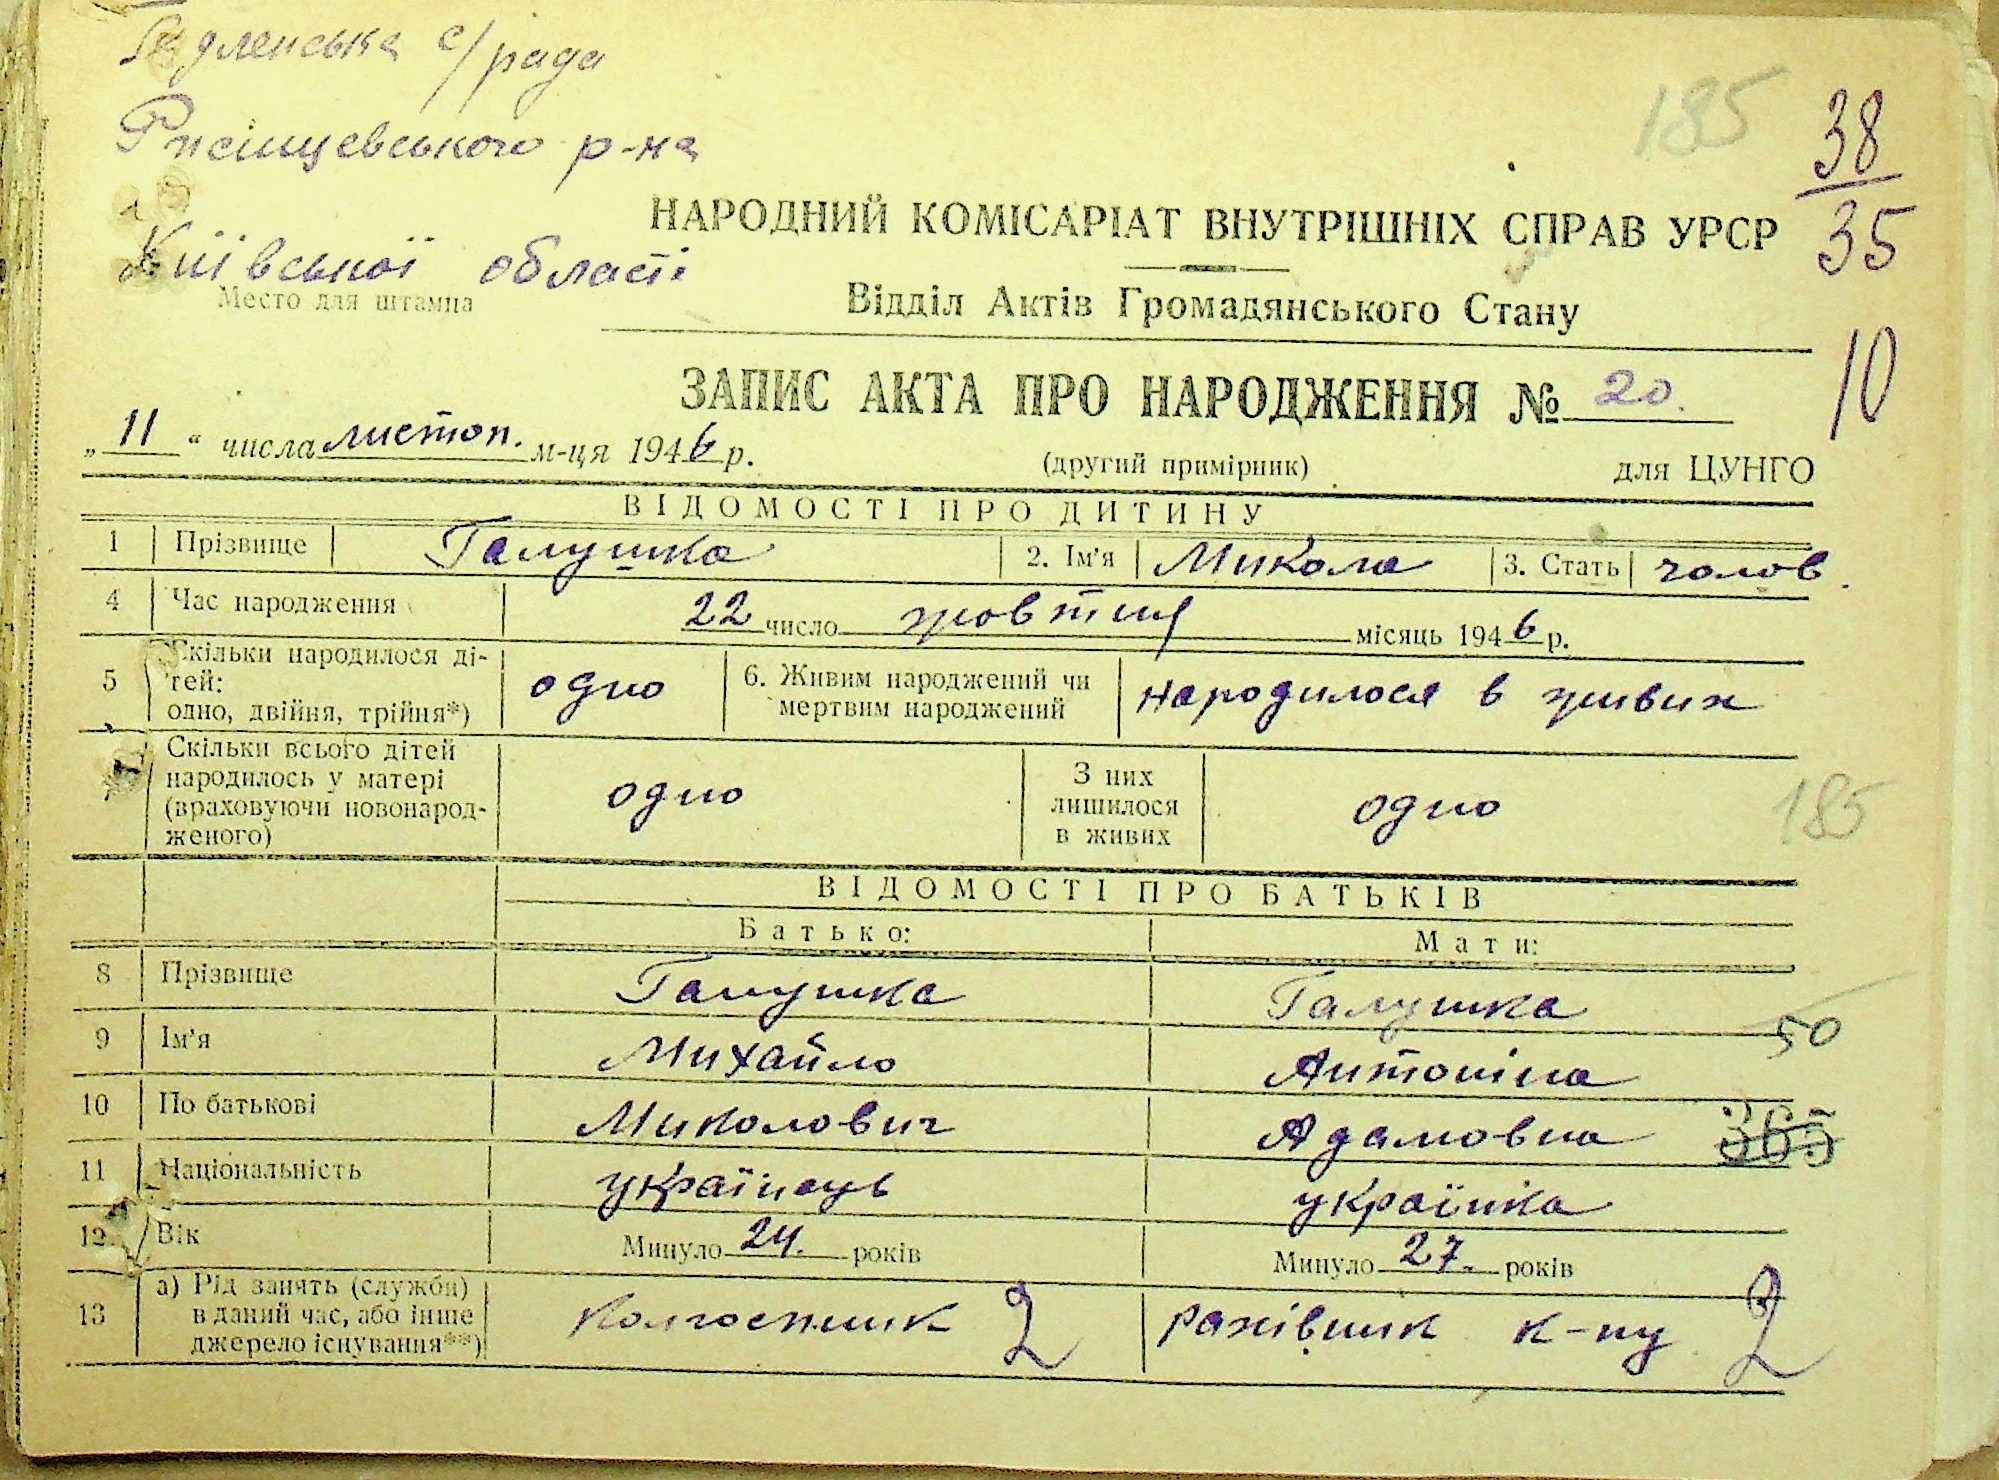 с/рада
Ржищевського р-на
Київської області
Место для штампа
185
38
35
10
НАРОДНИЙ КОМІСАРІАТ ВНУТРІШНІХ СПРАВ УРСР
Відділ Актів Громадянського Стану
ЗАПИС АКТА ПРО НАРОДЖЕННЯ № 20.
„ 11 “ числа листоп. м-ця 1946 р.
(другий примірник)
для ЦУНГО
ВІДОМОСТІ ПРО ДИТИНУ
1 Прізвище Галушка 2. Ім'я Микола 3. Стать чолов.
4 Час народження 22 число жовтня місяць 1946 р.
5 Скільки народилося ді-
тей:
одно, двійня, трійня*)
одно
6. Живим народжений чи
мертвим народжений
народилося в живих
Скільки всього дітей
народилось у матері
(враховуючи новонарод-
женого)
одно
З них
лишилося
в живих
одно
185
ВІДОМОСТІ ПРО БАТЬКІВ
Батько: Мати:
8 Прізвище Галушка Галушка
50
9 Ім'я Михайло Антоніна
10 По батькові Миколович Адамовна
365
11 Національність українець українка
12 Вік Минуло 24. років Минуло 27. років
13 а) Рід занять (служби)
в даний час, або інше
джерело існування**)
колгоспник 2
рахівник к-пу 2